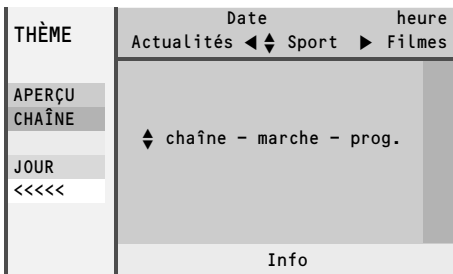 THÈME
Date heure
Actualités ◀ ⬍ Sport ▶ Filmes
APERÇU
CHAÎNE
⬍ chaîne - marche - prog.
JOUR
<<<<<
Info